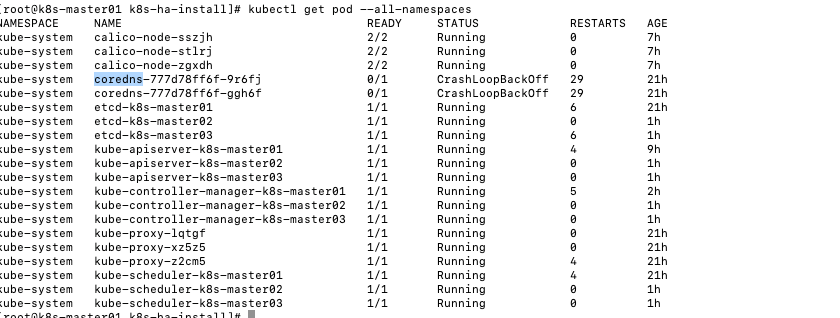 [root@k8s-master01 k8s-ha-install]# kubectl get pod --all-namespaces
NAMESPACE NAME READY STATUS RESTARTS AGE
kube-system calico-node-sszjh 2/2 Running 0 7h
kube-system calico-node-stlrj 2/2 Running 0 7h
kube-system calico-node-zgxdh 2/2 Running 0 7h
kube-system coredns-777d78ff6f-9r6fj 0/1 CrashLoopBackOff 29 21h
kube-system coredns-777d78ff6f-ggh6f 0/1 CrashLoopBackOff 29 21h
kube-system etcd-k8s-master01 1/1 Running 6 21h
kube-system etcd-k8s-master02 1/1 Running 0 1h
kube-system etcd-k8s-master03 1/1 Running 6 1h
kube-system kube-apiserver-k8s-master01 1/1 Running 4 9h
kube-system kube-apiserver-k8s-master02 1/1 Running 0 1h
kube-system kube-apiserver-k8s-master03 1/1 Running 0 1h
kube-system kube-controller-manager-k8s-master01 1/1 Running 5 2h
kube-system kube-controller-manager-k8s-master02 1/1 Running 0 1h
kube-system kube-controller-manager-k8s-master03 1/1 Running 0 1h
kube-system kube-proxy-lqtgf 1/1 Running 0 21h
kube-system kube-proxy-xz5z5 1/1 Running 0 21h
kube-system kube-proxy-z2cm5 1/1 Running 4 21h
kube-system kube-scheduler-k8s-master01 1/1 Running 4 21h
kube-system kube-scheduler-k8s-master02 1/1 Running 0 1h
kube-system kube-scheduler-k8s-master03 1/1 Running 0 1h
[root@k8s-master01 k8s-ha-install]#